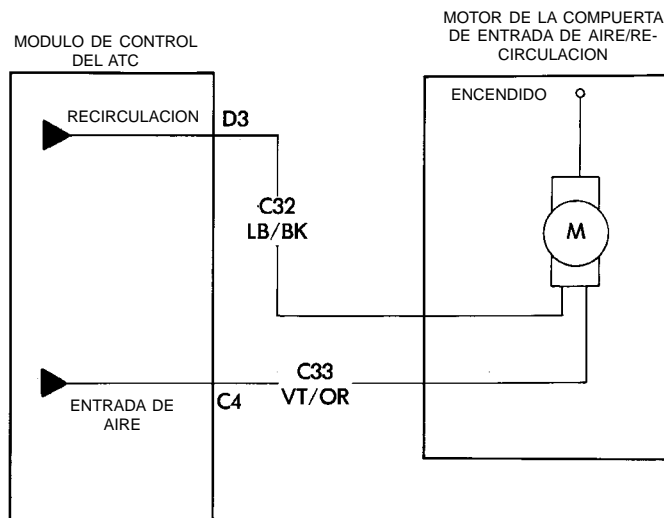 MODULO DE CONTROL
DEL ATC
MOTOR DE LA COMPUERTA
DE ENTRADA DE AIRE/RE-
CIRCULACION
RECIRCULACION
D3
ENCENDIDO
C32
LB/BK
M
C33
VT/OR
ENTRADA DE
AIRE
C4